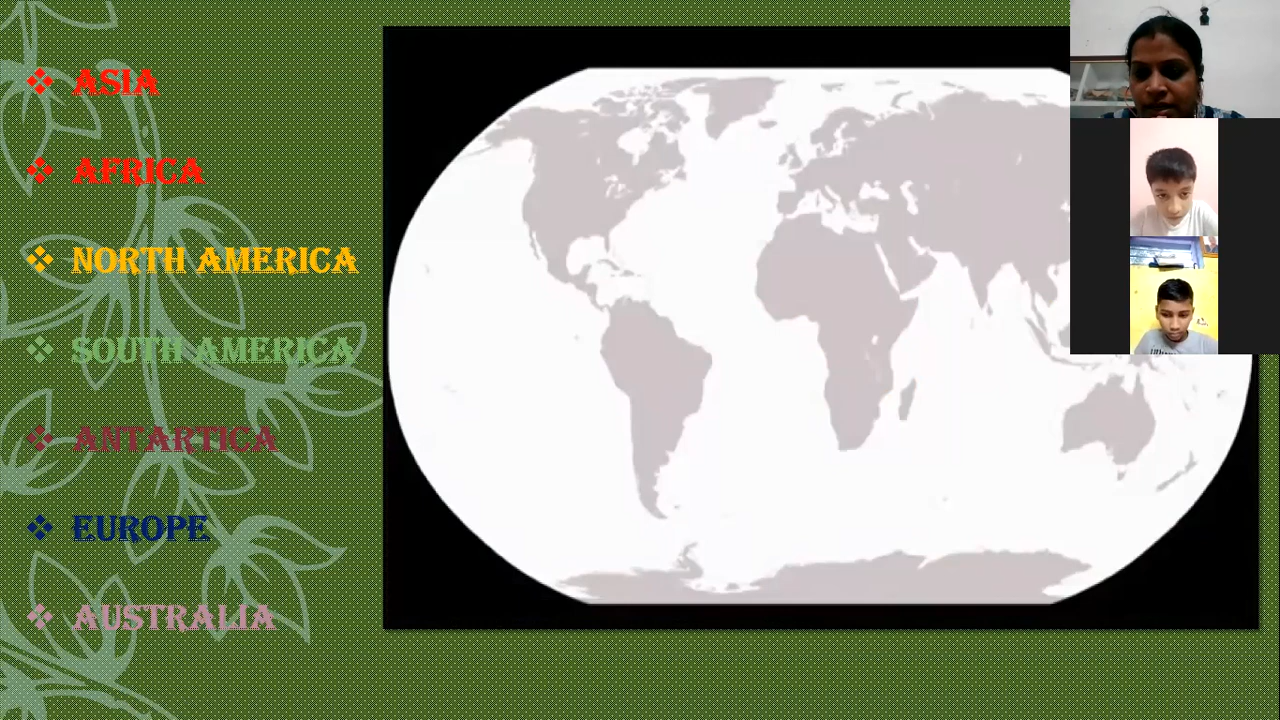 ASIA
AFRICA
NORTH AMERICA
SOUTH AMERICA
ANTARTICA
EUROPE
AUSTRALIA